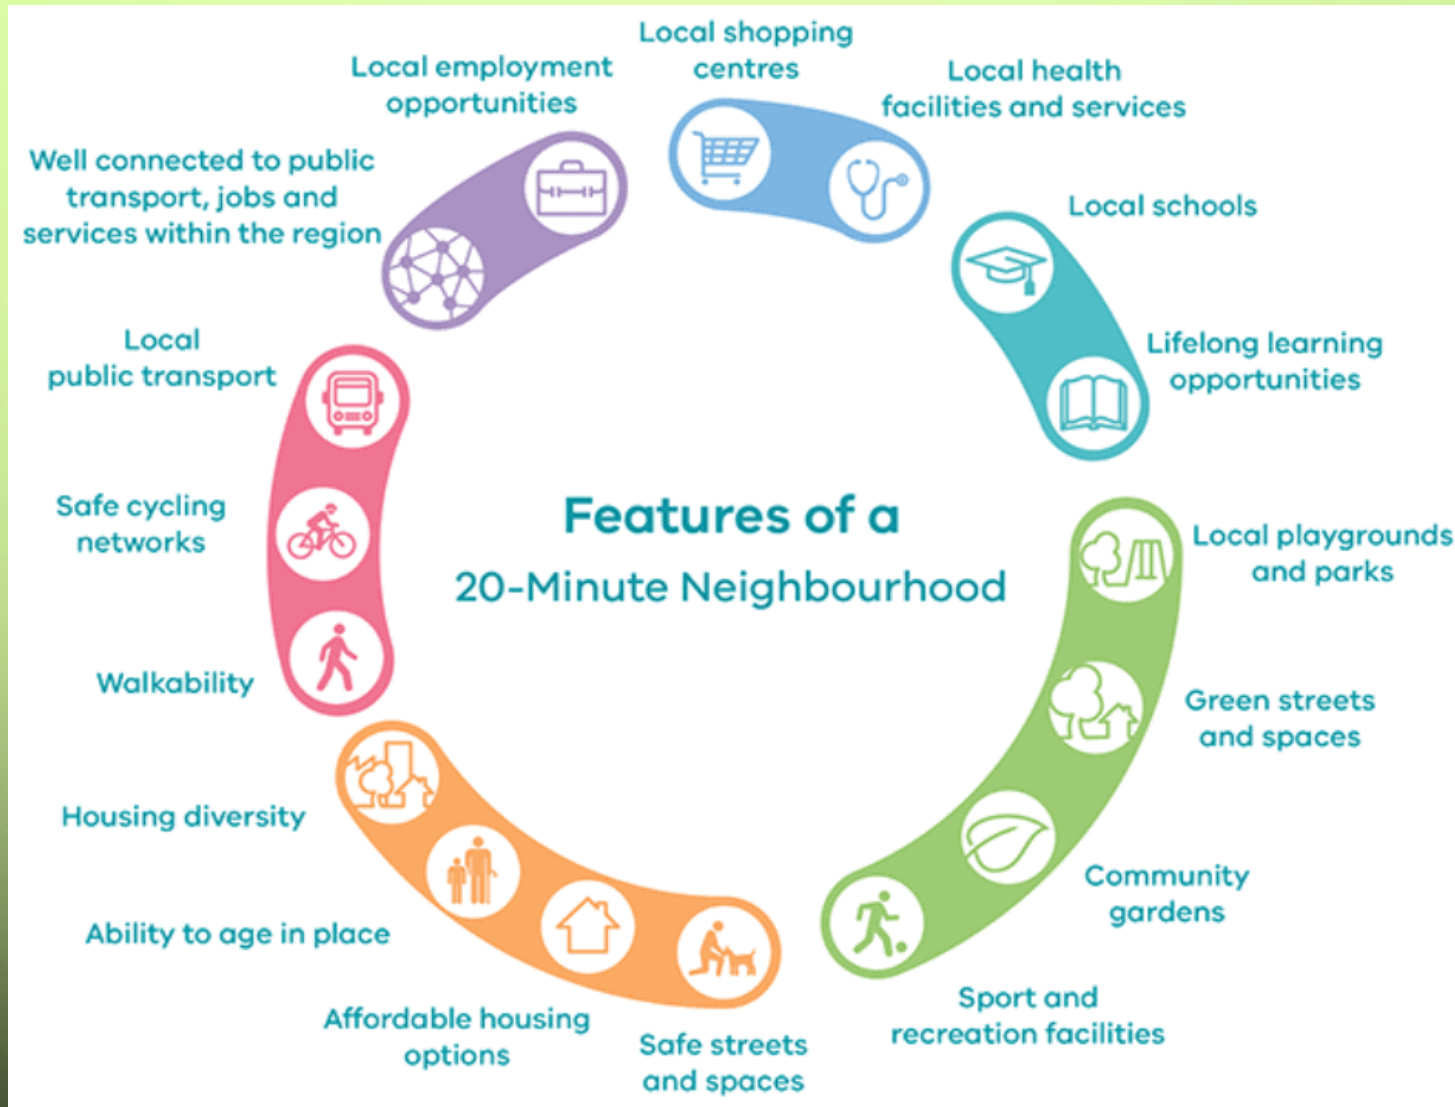 Features of a
20-Minute Neighbourhood
Local shopping
centres
Local health
facilities and services
Local schools
Lifelong learning
opportunities
Local playgrounds
and parks
Green streets
and spaces
Community
gardens
Sport and
recreation facilities
Safe streets
and spaces
Affordable housing
options
Ability to age in place
Housing diversity
Walkability
Safe cycling
networks
Local
public transport
Well connected to public
transport, jobs and
services within the region
Local employment
opportunities